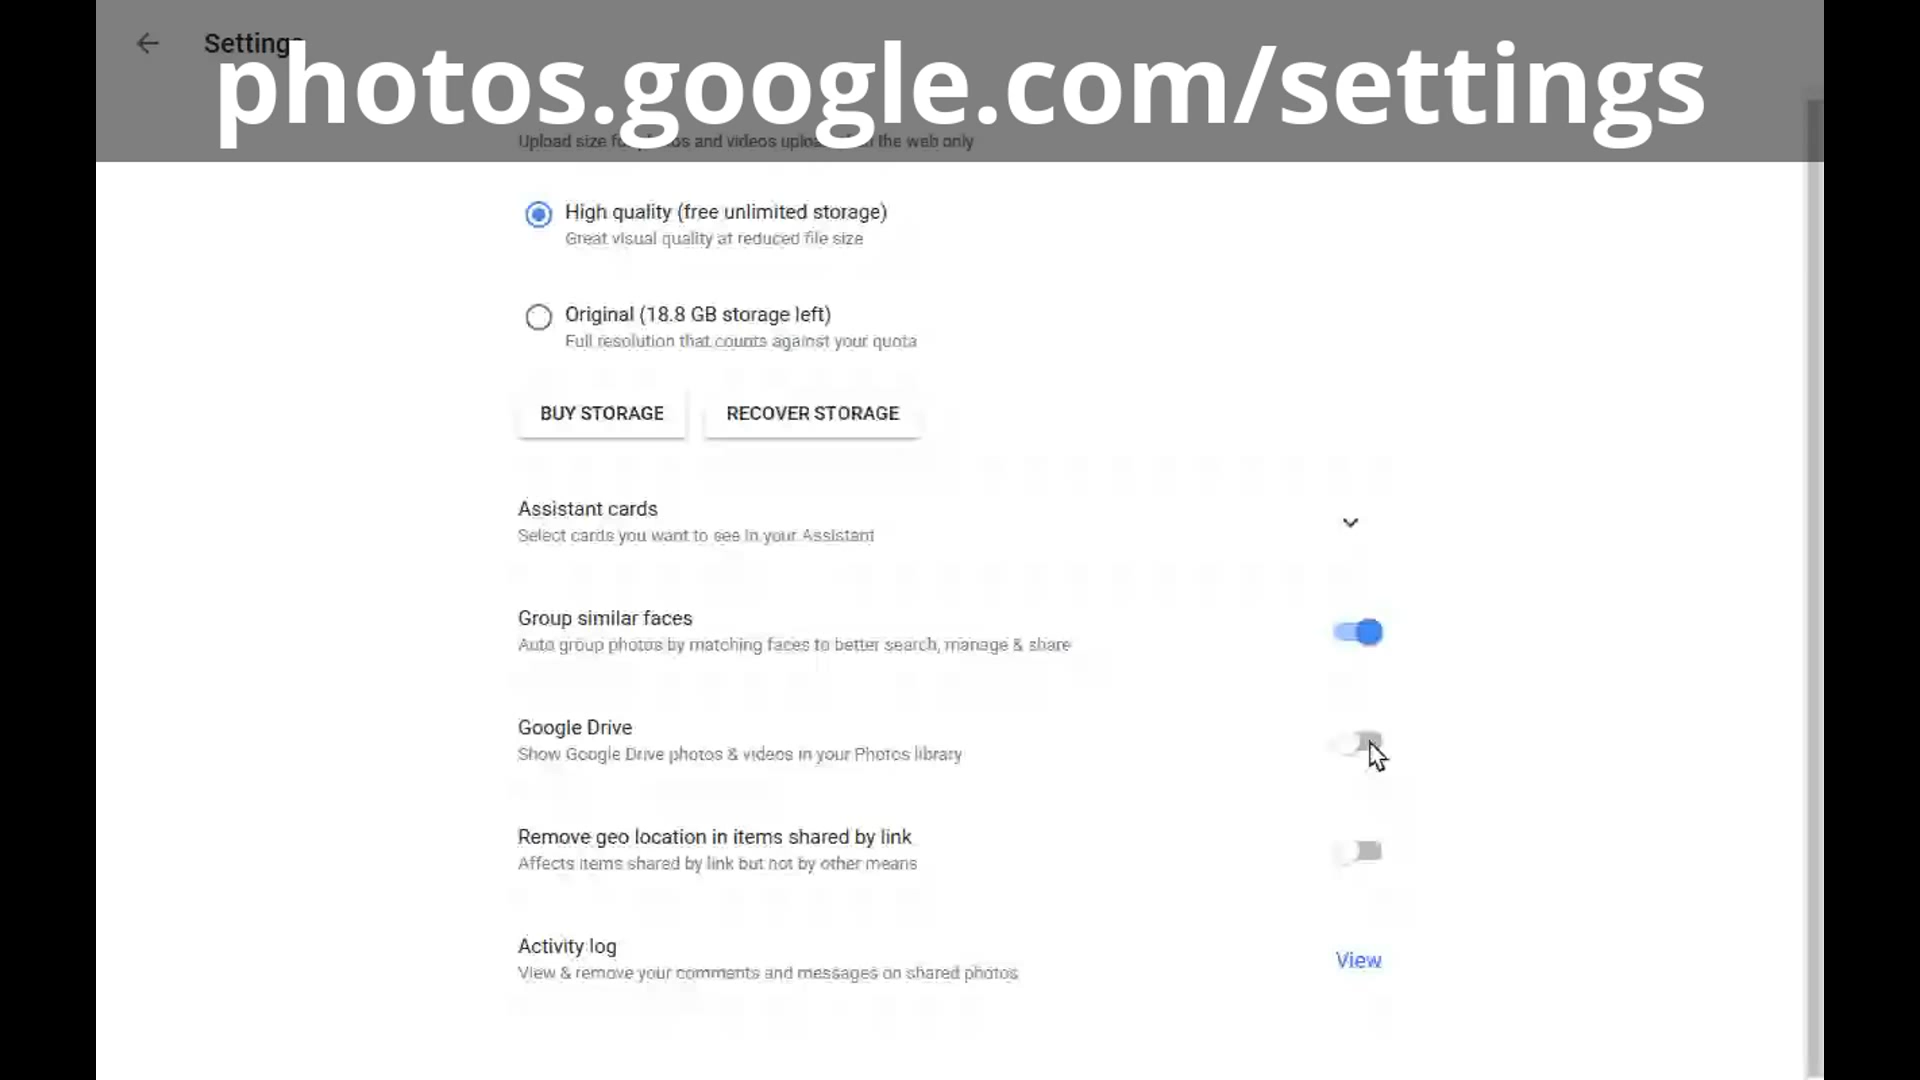 Settings
photos.google.com/settings
Upload size for photos and videos uploaded the web only
High quality (free unlimited storage)
Great visual quality at reduced file size
Original (18.8 GB storage left)
Full resolution that counts against your quota
BUY STORAGE
RECOVER STORAGE
Assistant cards
Select cards you want to see in your Assistant
Group similar faces
Auto group photos by matching faces to better search, manage & share
Google Drive
Show Google Drive photos & videos in your Photos library
Remove geo location in items shared by link
Affects items shared by link but not by other means
Activity log
View & remove your comments and messages on shared photos
View